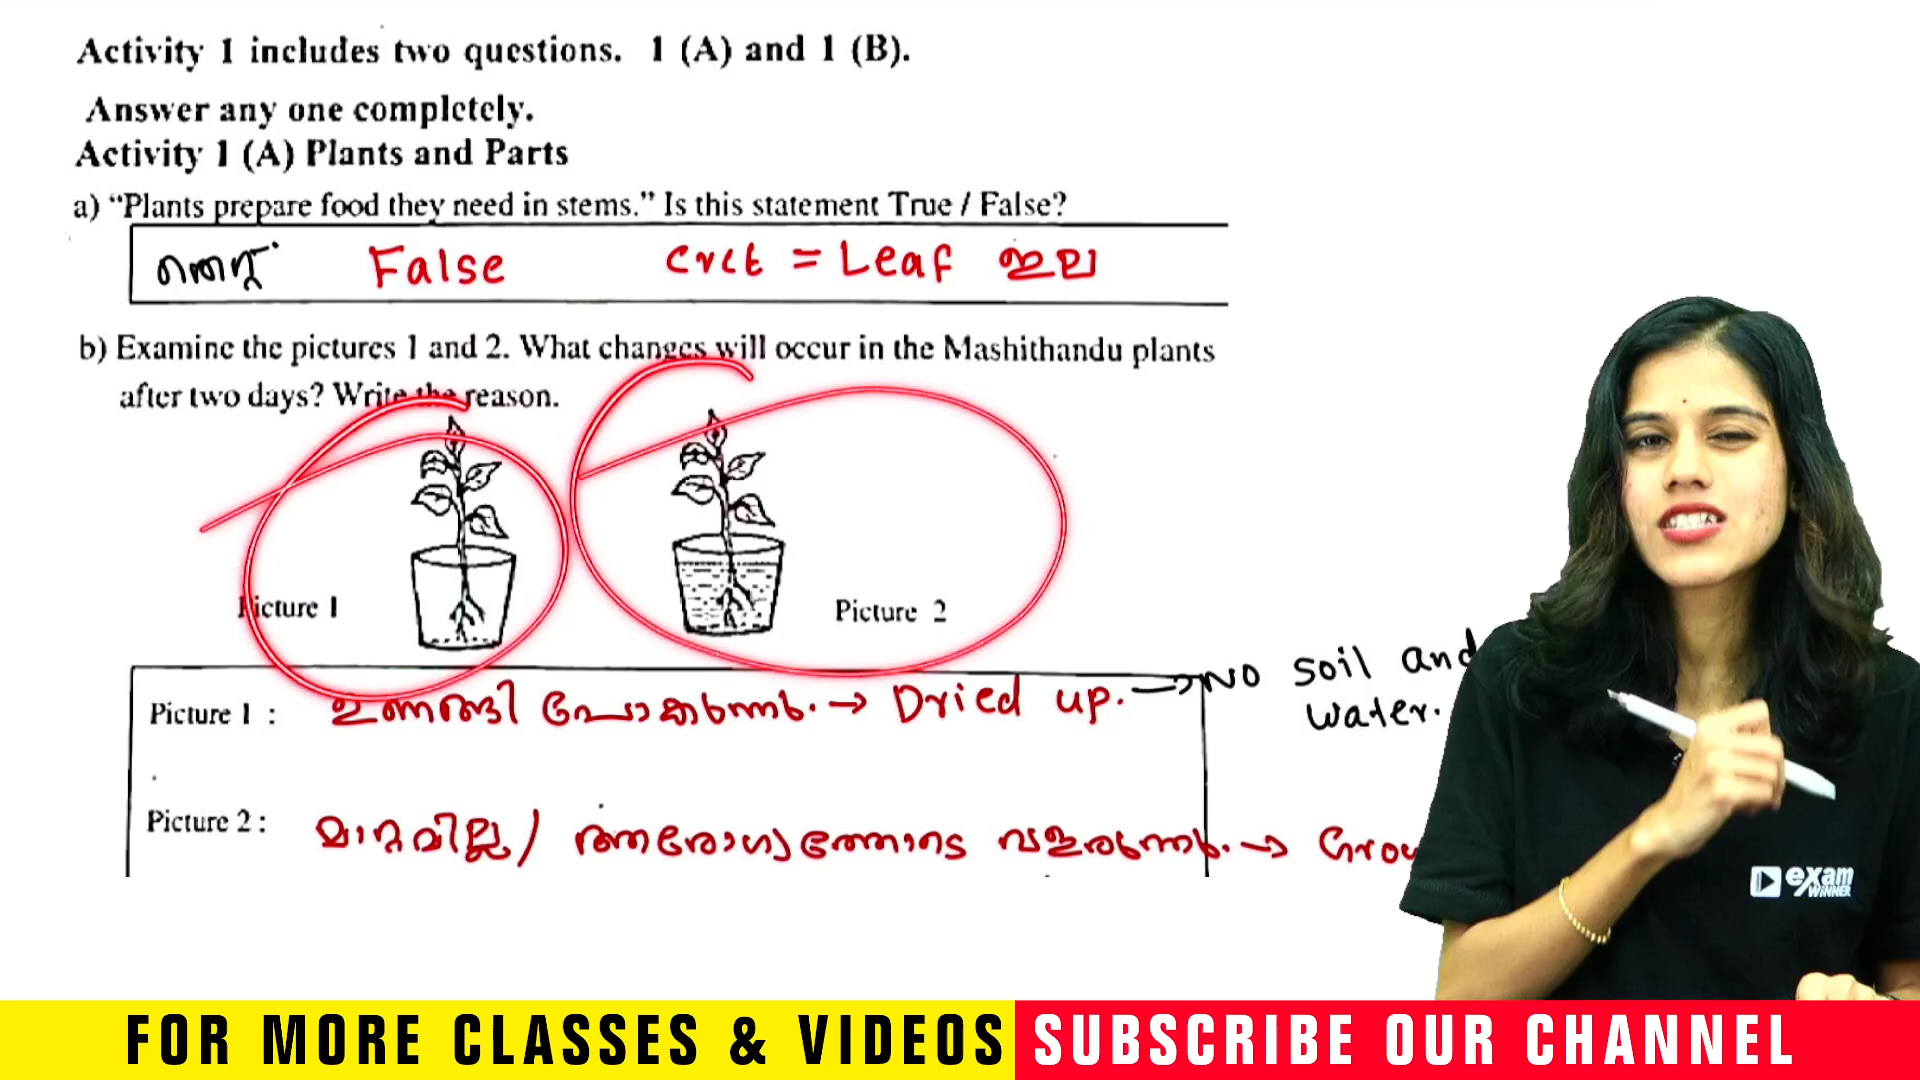 Activity 1 includes two questions. 1 (A) and 1 (B).
Answer any one completely.
Activity 1 (A) Plants and Parts
a) “Plants prepare food they need in stems.” Is this statement True / False?
തെറ്റ് False crct = Leaf ഇല
b) Examine the pictures 1 and 2. What changes will occur in the Mashithandu plants
after two days? Write the reason.
Picture 1
Picture 2
Picture 1 : ഉണങ്ങി പോകുന്നു. → Dried up. → No soil and
water.
Picture 2 : മാറ്റമില്ല / ആരോഗ്യത്തോടെ വളരുന്നു. →
exam
WINNER
FOR MORE CLASSES & VIDEOS SUBSCRIBE OUR CHANNEL